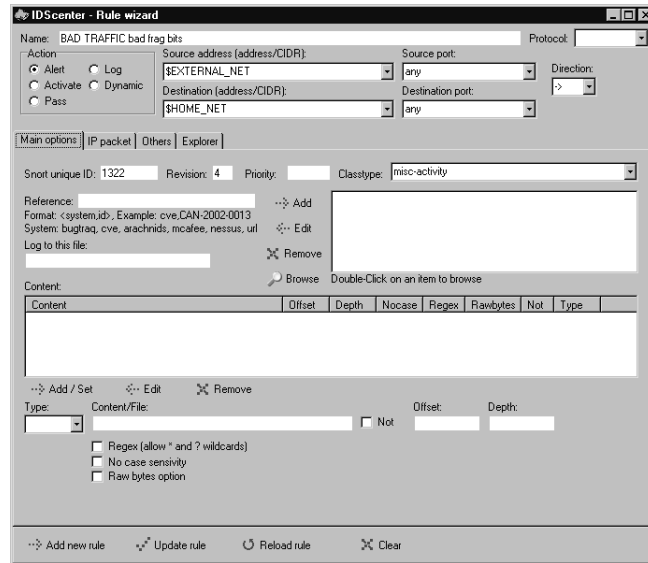 IDScenter - Rule wizard
Name: BAD TRAFFIC bad frag bits Protocol:
Action Source address (address/CIDR): Source port:
Alert Log $EXTERNAL_NET any Direction:
Activate Dynamic Destination (address/CIDR): Destination port: ->
Pass $HOME_NET any
Main options IP packet Others Explorer
Snort unique ID: 1322 Revision: 4 Priority: Classtype: misc-activity
Reference: Add
Format: <system,id>, Example: cve,CAN-2002-0013
System: bugtraq, cve, arachnids, mcafee, nessus, url Edit
Log to this file:
Remove
Browse Double-Click on an item to browse
Content:
Content Offset Depth Nocase Regex Rawbytes Not Type
Add / Set Edit Remove
Type: Content/File: Offset: Depth:
Not
Regex (allow * and ? wildcards)
No case sensivity
Raw bytes option
Add new rule Update rule Reload rule Clear